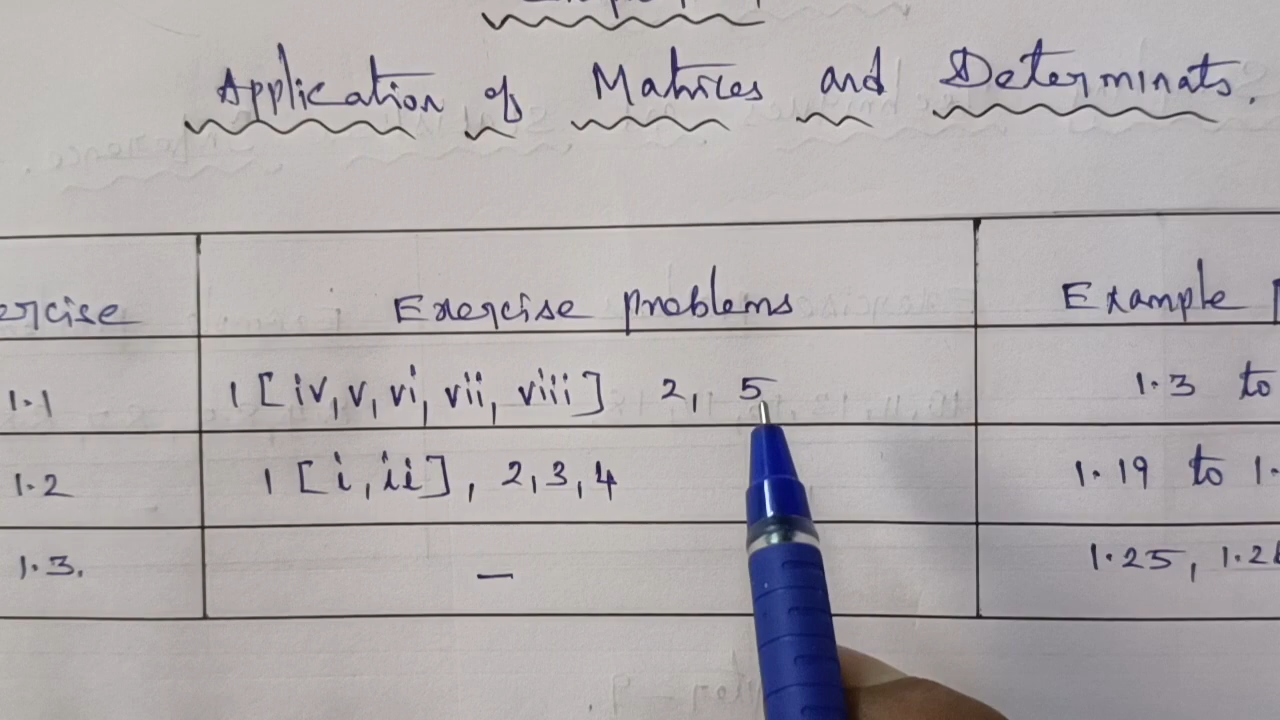 Application of Matrices and Determinats.
ercise Exercise problems Example p
1.1 1 [iv, v, vi, vii, viii] 2, 5 1.3 to
1.2 1 [i, ii], 2, 3, 4 1.19 to 1.
1.3. — 1.25, 1.2